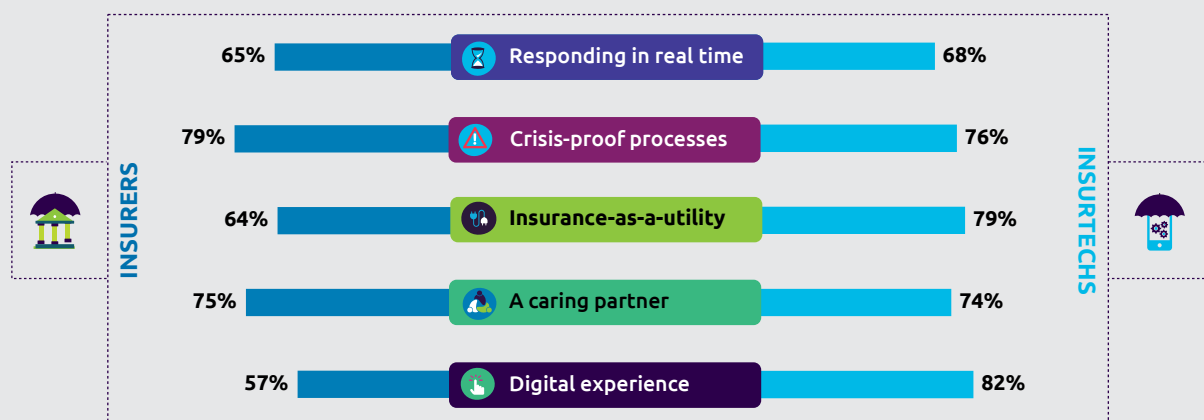 65% Responding in real time 68%
79% Crisis-proof processes 76%
INSURERS
64% Insurance-as-a-utility 79%
INSURTECHS
75% A caring partner 74%
57% Digital experience 82%